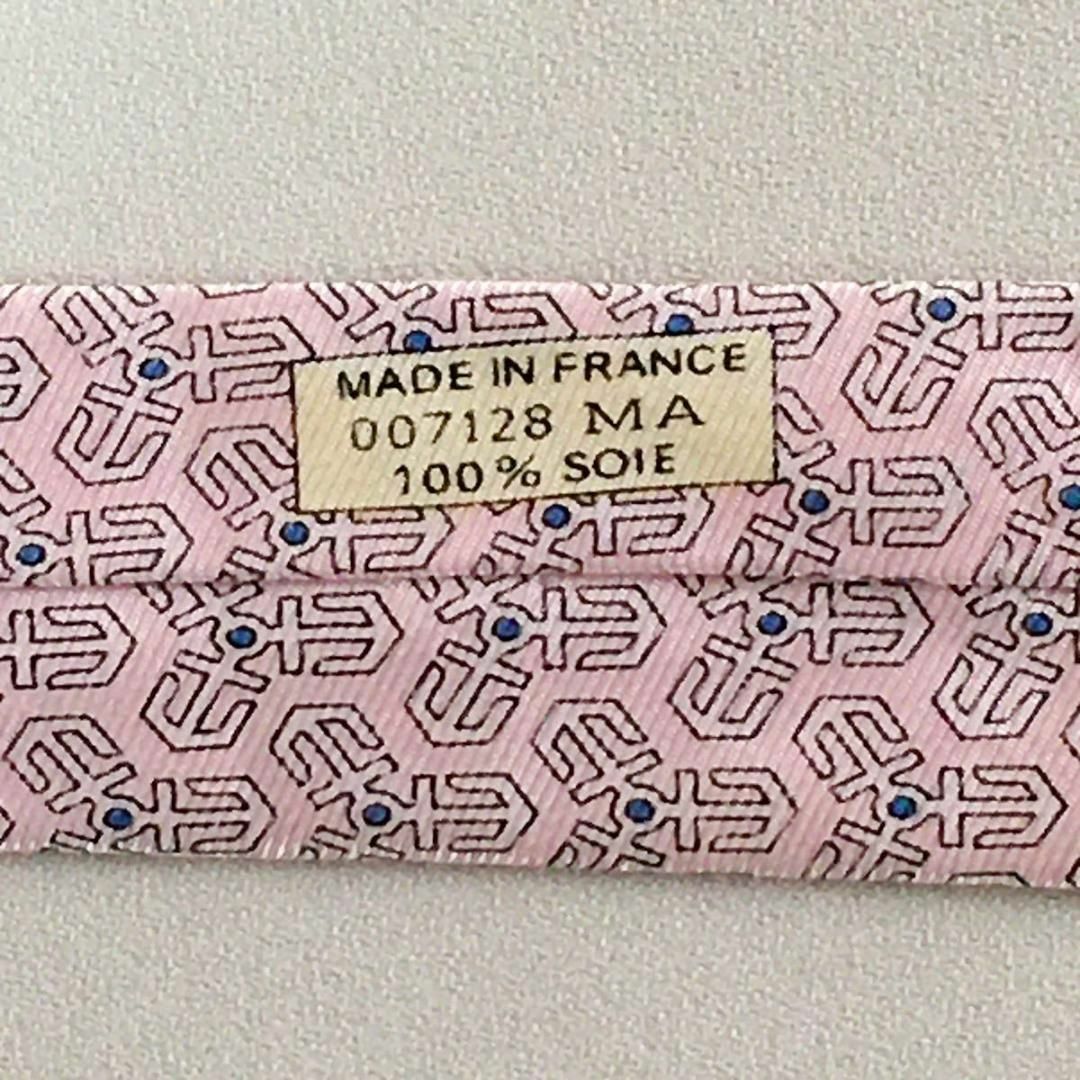 MADE IN FRANCE
007128 MA
100% SOIE